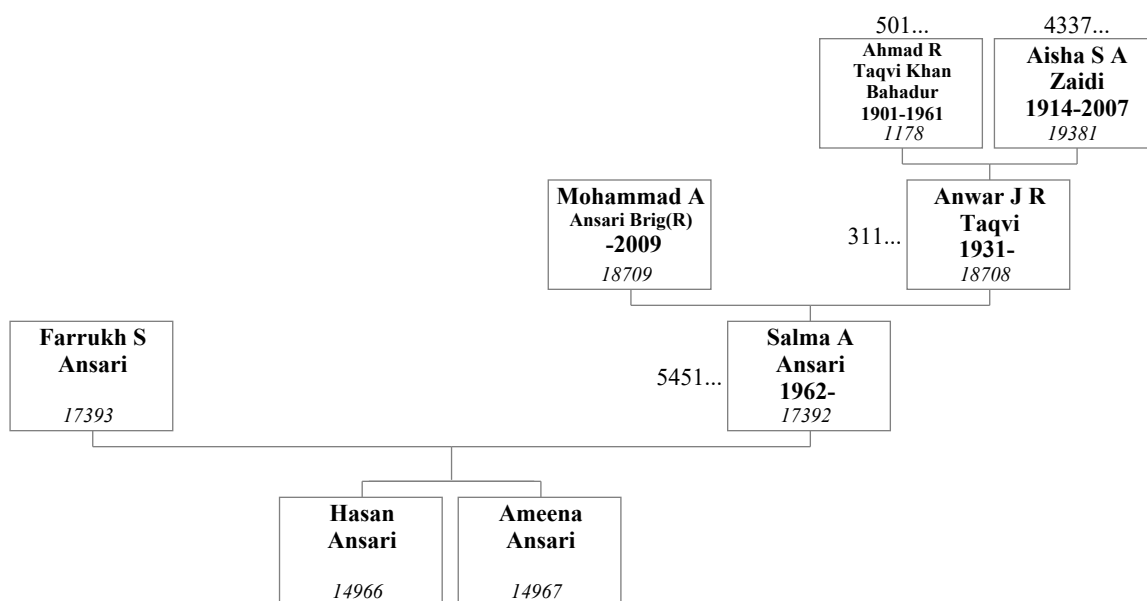 501...
Ahmad R
Taqvi Khan
Bahadur
1901-1961
1178
4337...
Aisha S A
Zaidi
1914-2007
19381
Mohammad A
Ansari Brig(R)
-2009
18709
311...
Anwar J R
Taqvi
1931-
18708
Farrukh S
Ansari
17393
5451...
Salma A
Ansari
1962-
17392
Hasan
Ansari
14966
Ameena
Ansari
14967